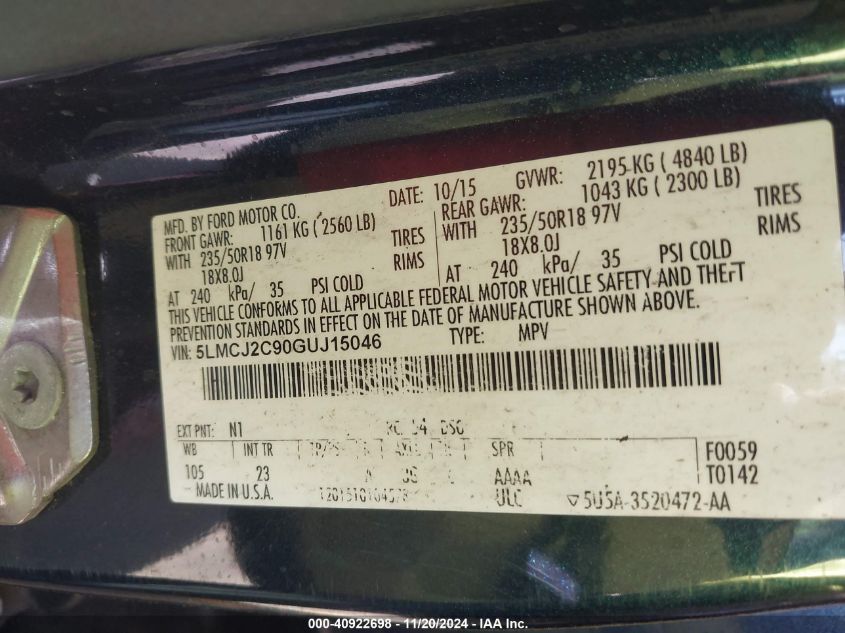 MFD. BY FORD MOTOR CO. DATE: 10/15 GVWR: 2195 KG ( 4840 LB)
FRONT GAWR: 1161 KG ( 2560 LB) REAR GAWR: 1043 KG ( 2300 LB)
WITH 235/50R18 97V TIRES WITH 235/50R18 97V TIRES
18X8.0J RIMS 18X8.0J RIMS
AT 240 kPa/ 35 PSI COLD AT 240 kPa/ 35 PSI COLD
THIS VEHICLE CONFORMS TO ALL APPLICABLE FEDERAL MOTOR VEHICLE SAFETY AND THEFT
PREVENTION STANDARDS IN EFFECT ON THE DATE OF MANUFACTURE SHOWN ABOVE.
VIN: 5LMCJ2C90GUJ15046 TYPE: MPV
EXT PNT: N1 RC: 54 DSO
WB INT TR SPR F0059
105 23 AAAA T0142
MADE IN U.S.A. ULC 5U5A-3520472-AA
000-40922698 - 11/20/2024 - IAA Inc.